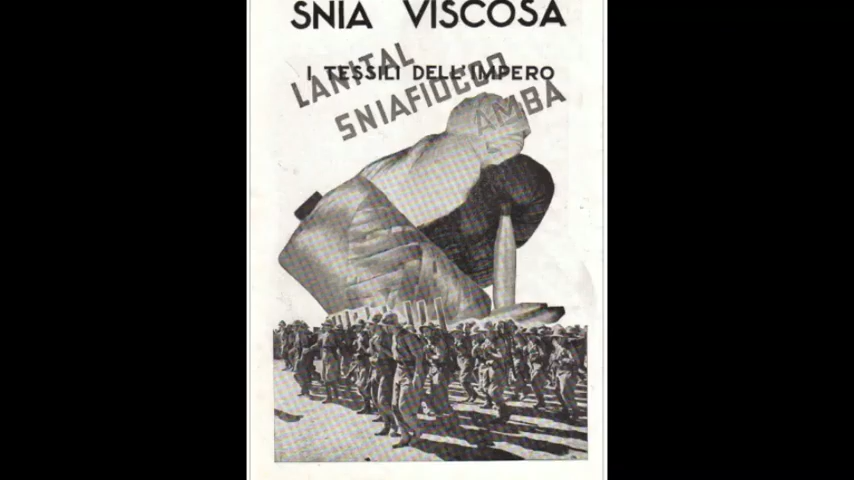 SNIA VISCOSA
I TESSILI DELL'IMPERO
LANITAL
SNIAFIOCCO
AMBA